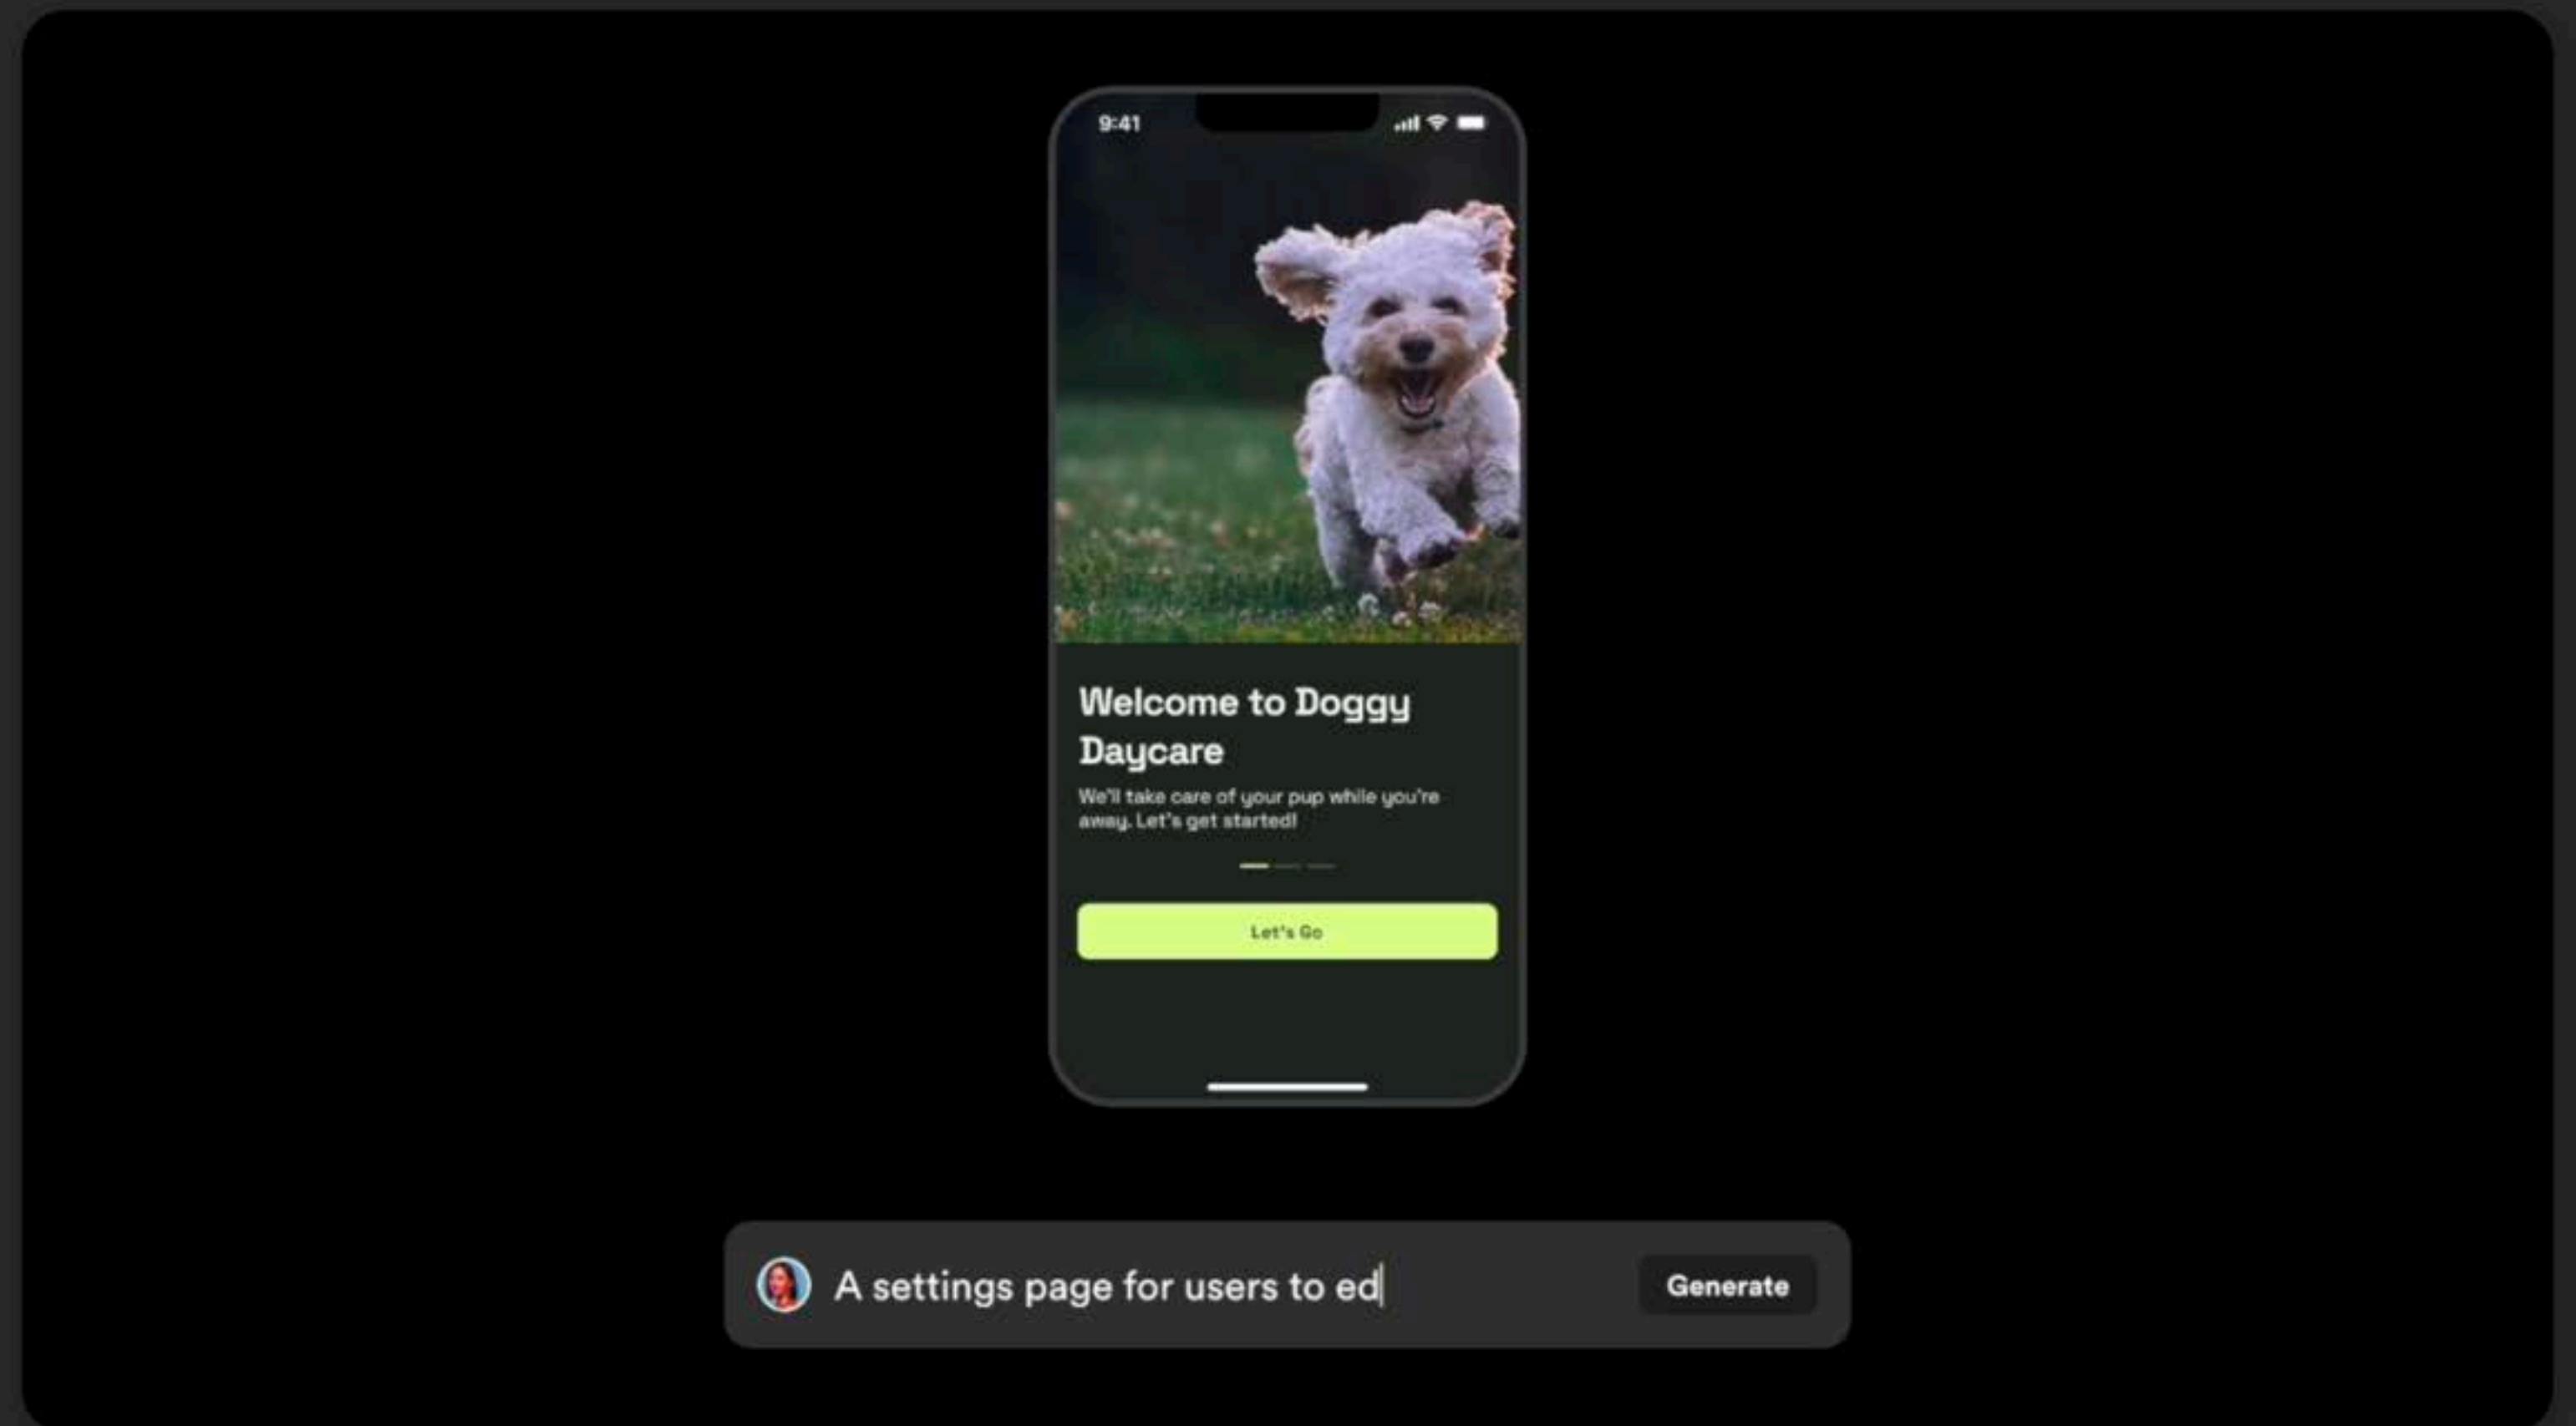 9:41
Welcome to Doggy
Daycare
We'll take care of your pup while you're
away. Let's get started!
Let's Go
A settings page for users to ed
Generate